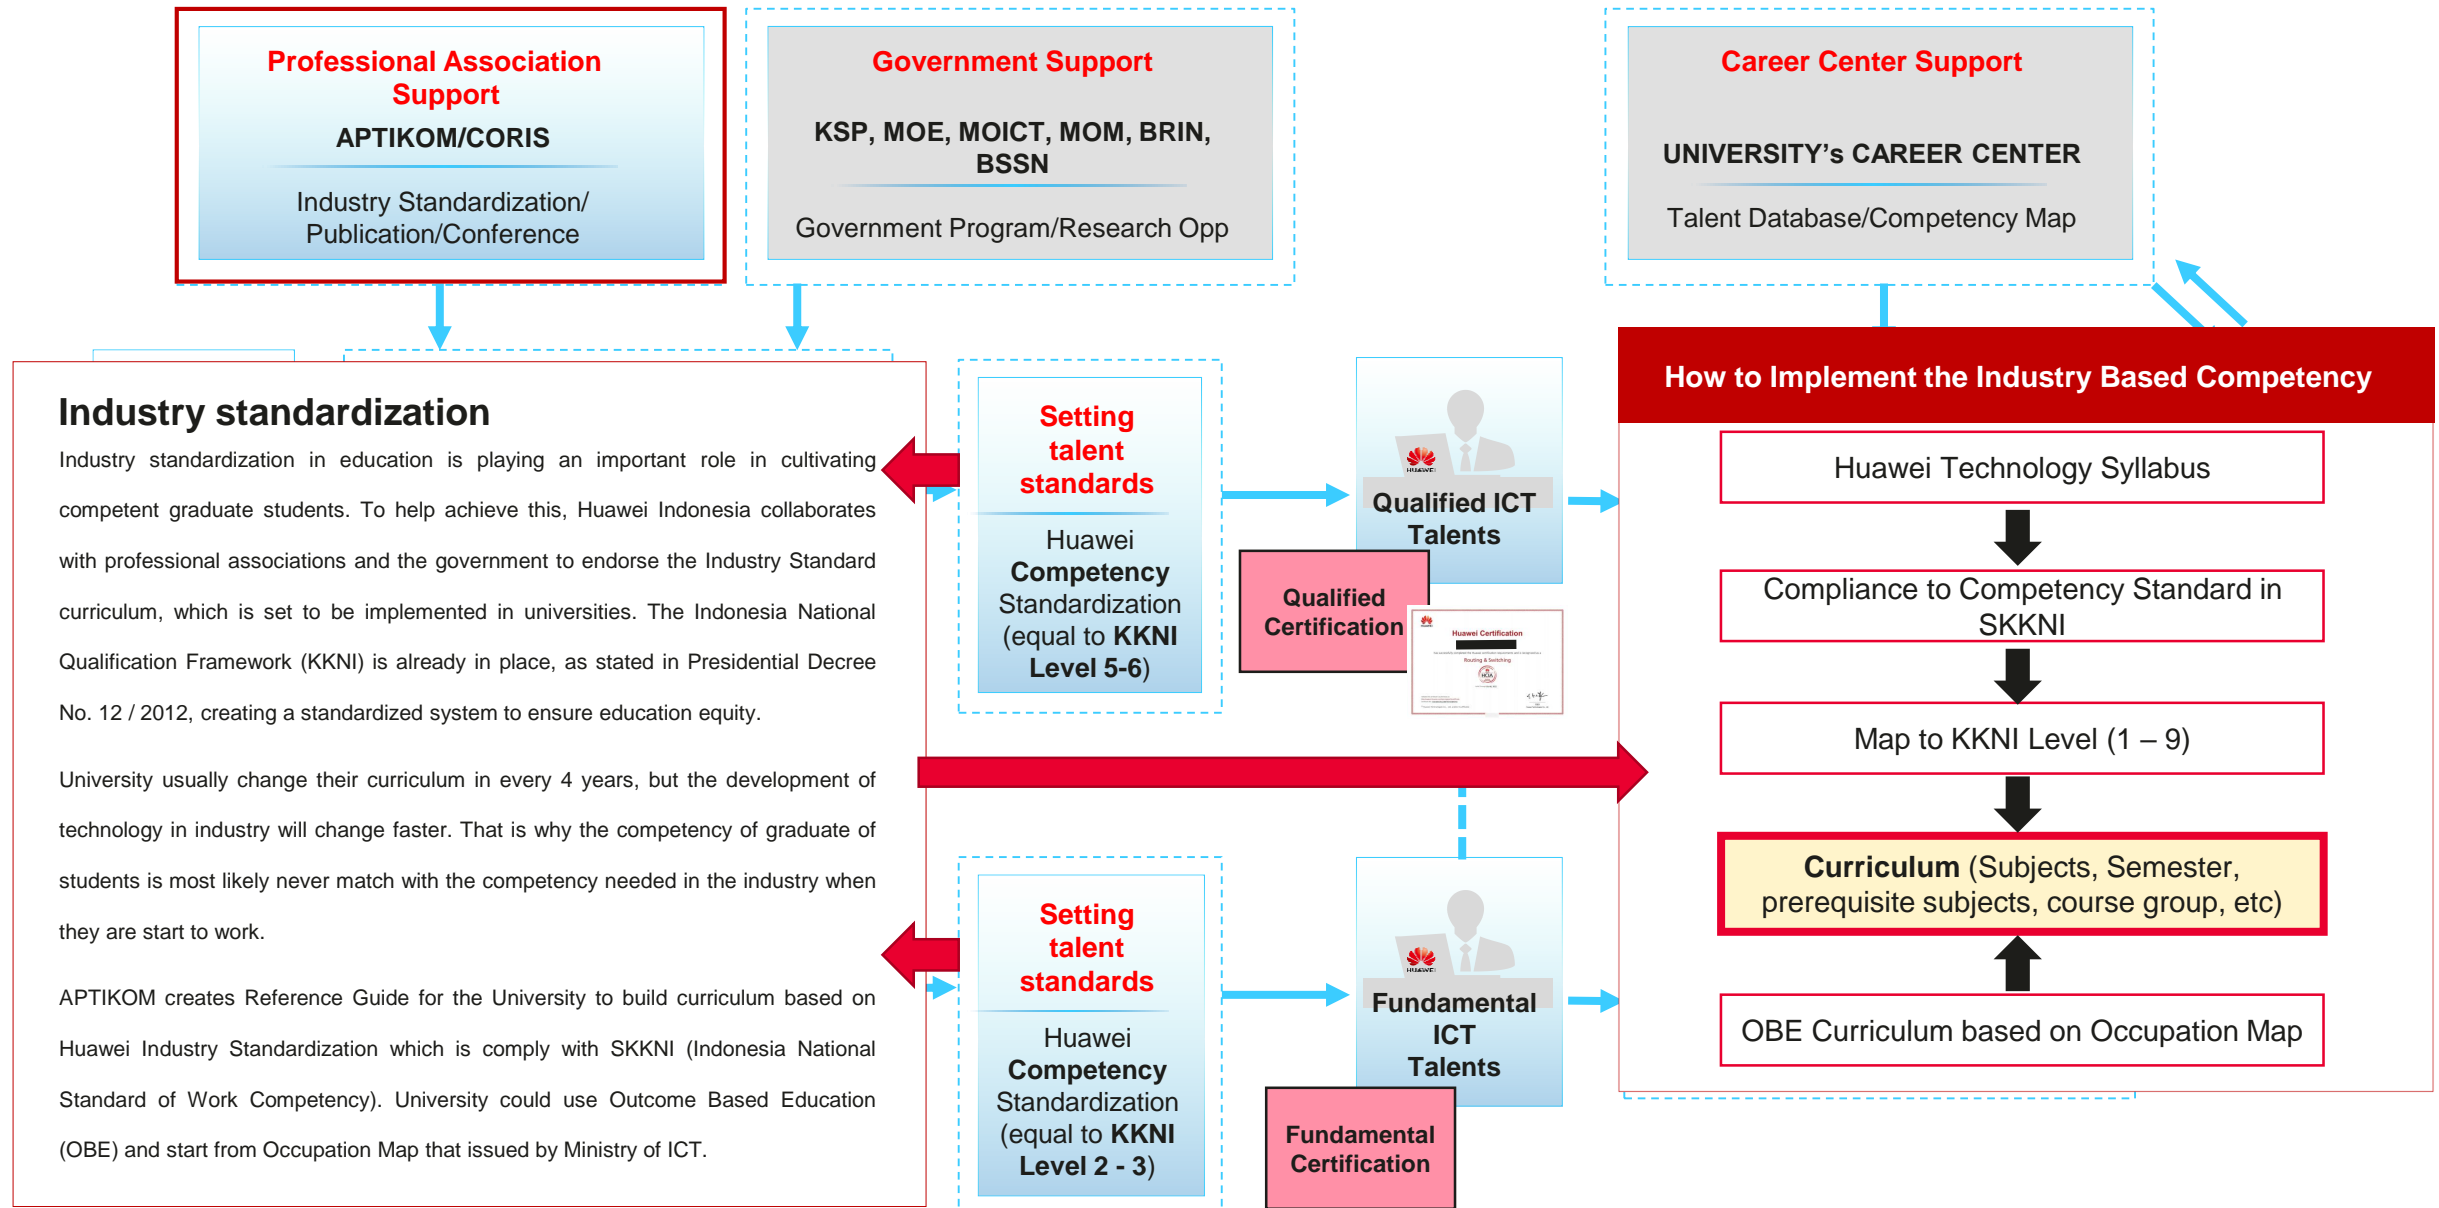 Professional Association
Support
APTIKOM/CORIS
Industry Standardization/
Publication/Conference
Government Support
KSP, MOE, MOICT, MOM, BRIN,
BSSN
Government Program/Research Opp
Career Center Support
UNIVERSITY's CAREER CENTER
Talent Database/Competency Map
Industry standardization
Industry standardization in education is playing an important role in cultivating
competent graduate students. To help achieve this, Huawei Indonesia collaborates
with professional associations and the government to endorse the Industry Standard
curriculum, which is set to be implemented in universities. The Indonesia National
Qualification Framework (KKNI) is already in place, as stated in Presidential Decree
No. 12 / 2012, creating a standardized system to ensure education equity.
University usually change their curriculum in every 4 years, but the development of
technology in industry will change faster. That is why the competency of graduate of
students is most likely never match with the competency needed in the industry when
they are start to work.
APTIKOM creates Reference Guide for the University to build curriculum based on
Huawei Industry Standardization which is comply with SKKNI (Indonesia National
Standard of Work Competency). University could use Outcome Based Education
(OBE) and start from Occupation Map that issued by Ministry of ICT.
Setting
talent
standards
Huawei
Competency
Standardization
(equal to KKNI
Level 5-6)
HUAWEI
Qualified ICT
Talents
Qualified
Certification
Huawei Certification
Routing & Switching
HCIA
Setting
talent
standards
Huawei
Competency
Standardization
(equal to KKNI
Level 2 - 3)
HUAWEI
Fundamental
ICT
Talents
Fundamental
Certification
How to Implement the Industry Based Competency
Huawei Technology Syllabus
Compliance to Competency Standard in
SKKNI
Map to KKNI Level (1 – 9)
Curriculum (Subjects, Semester,
prerequisite subjects, course group, etc)
OBE Curriculum based on Occupation Map